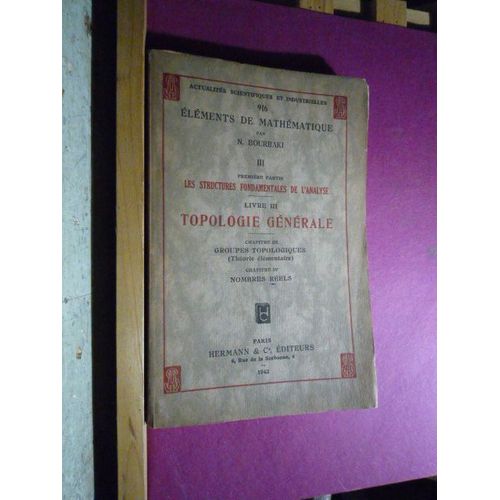 ACTUALITÉS SCIENTIFIQUES ET INDUSTRIELLES
916
ÉLÉMENTS DE MATHÉMATIQUE
PAR
N. BOURBAKI
III
PREMIÈRE PARTIE
LES STRUCTURES FONDAMENTALES DE L'ANALYSE
LIVRE III
TOPOLOGIE GÉNÉRALE
CHAPITRE III
GROUPES TOPOLOGIQUES
(Théorie élémentaire)
CHAPITRE IV
NOMBRES RÉELS
PARIS
HERMANN & Cie, ÉDITEURS
6, Rue de la Sorbonne, 6
1942